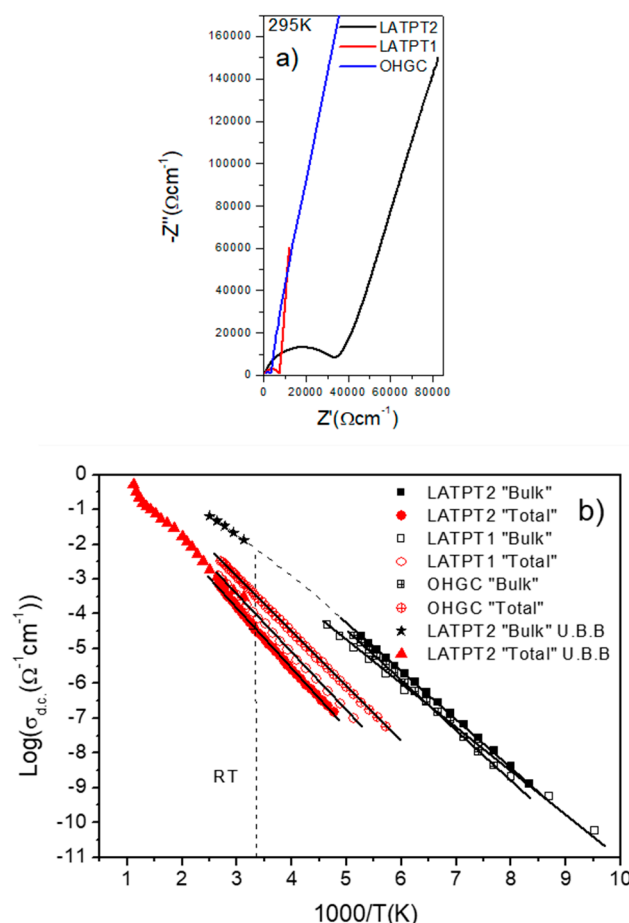 295K
LATPT2
LATPT1
OHGC
a)
160000
140000
120000
100000
80000
60000
40000
20000
0
0 20000 40000 60000 80000
-Z''(Ωcm⁻¹)
Z'(Ωcm⁻¹)
b)
LATPT2 "Bulk"
LATPT2 "Total"
LATPT1 "Bulk"
LATPT1 "Total"
OHGC "Bulk"
OHGC "Total"
LATPT2 "Bulk" U.B.B
LATPT2 "Total" U.B.B
RT
0
-1
-2
-3
-4
-5
-6
-7
-8
-9
-10
-11
1 2 3 4 5 6 7 8 9 10
Log(σd.c.(Ω⁻¹cm⁻¹))
1000/T(K)